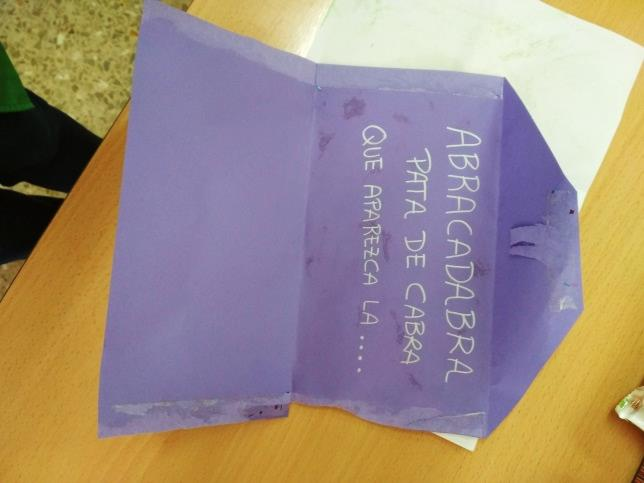 ABRACADABRA
PATA DE CABRA
QUE APAREZCA LA ....